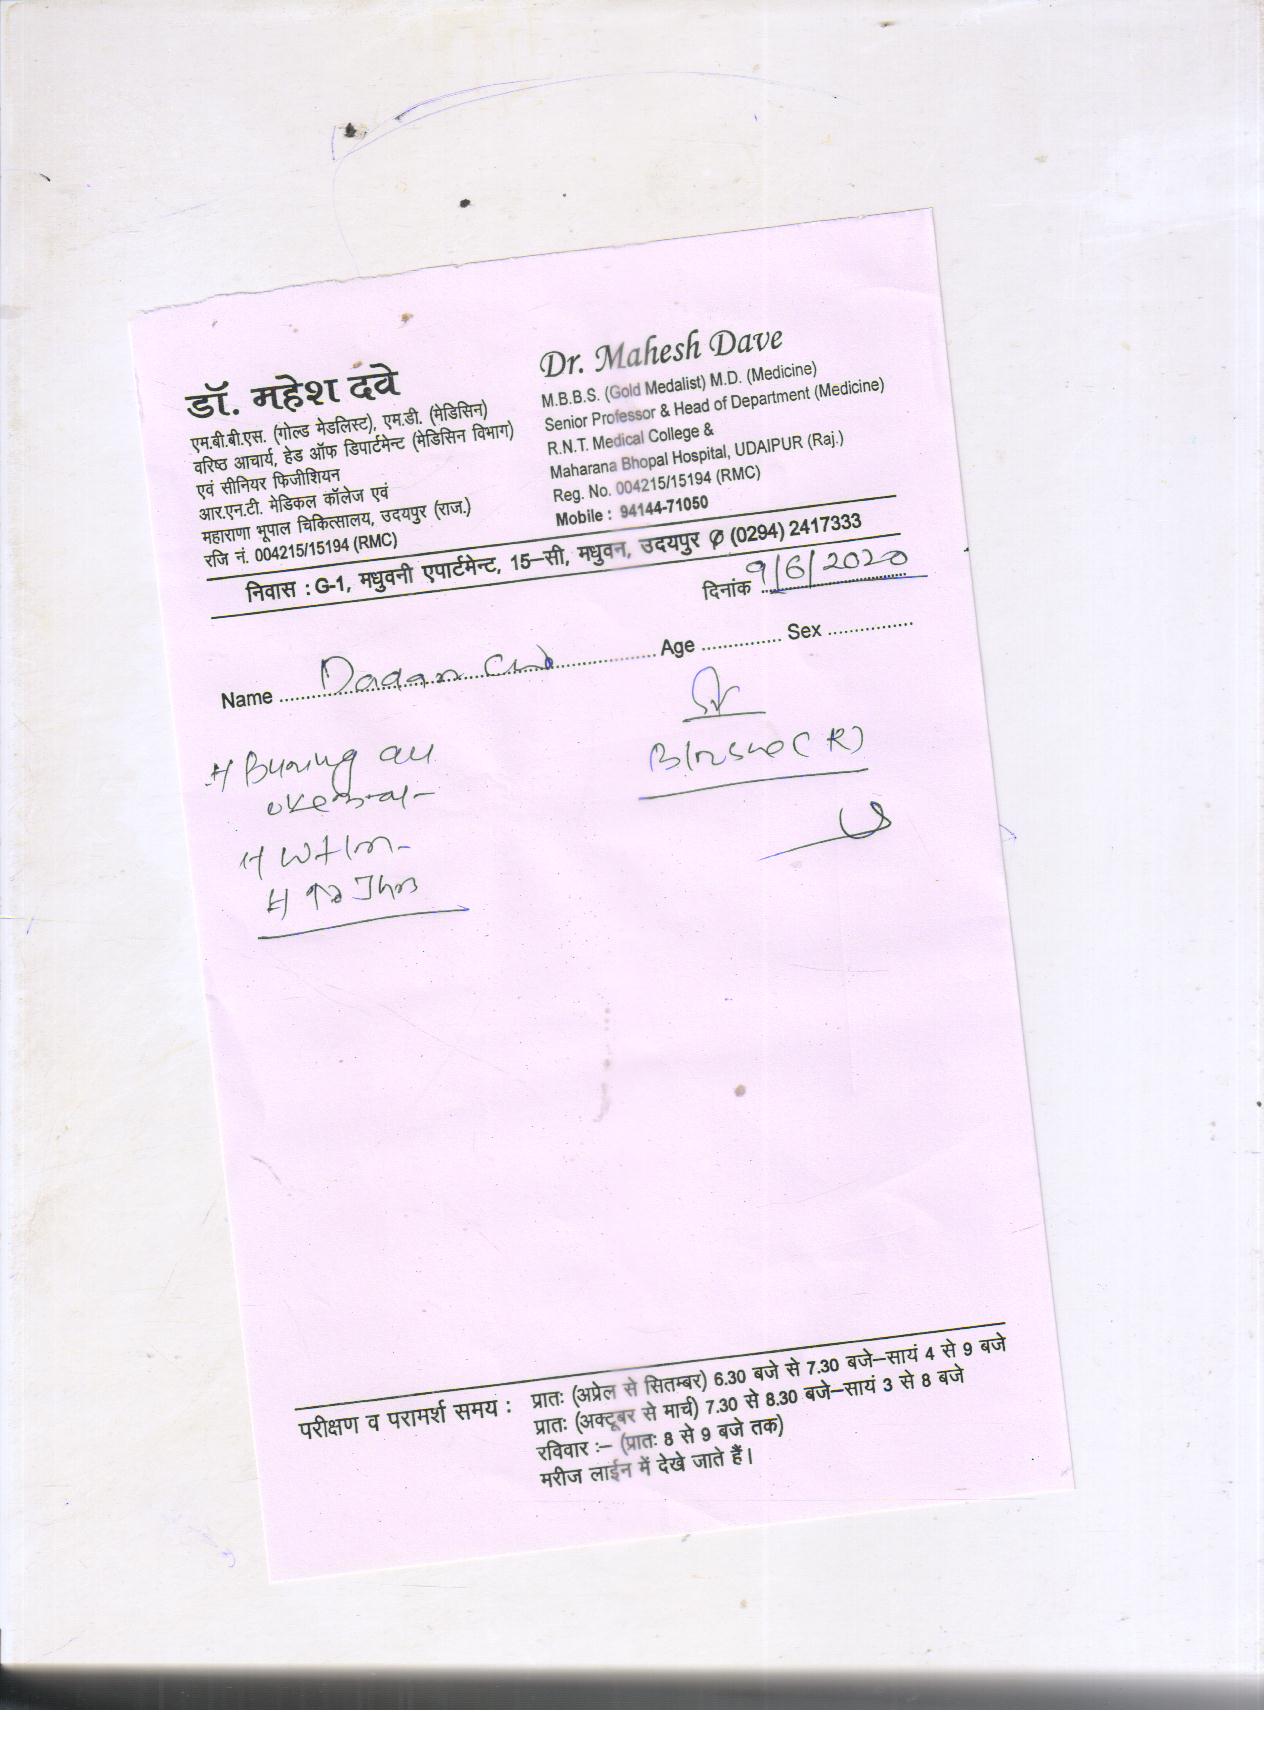 डॉ. महेश दवे
एम.बी.बी.एस. (गोल्ड मेडलिस्ट), एम.डी. (मेडिसिन)
वरिष्ठ आचार्य, हेड ऑफ डिपार्टमेन्ट (मेडिसिन विभाग)
एवं सीनियर फिजीशियन
आर.एन.टी. मेडिकल कॉलेज एवं
महाराणा भूपाल चिकित्सालय, उदयपुर (राज.)
रजि नं. 004215/15194 (RMC)
Dr. Mahesh Dave
M.B.B.S. (Gold Medalist) M.D. (Medicine)
Senior Professor & Head of Department (Medicine)
R.N.T. Medical College &
Maharana Bhopal Hospital, UDAIPUR (Raj.)
Reg. No. 004215/15194 (RMC)
Mobile : 94144-71050
निवास : G-1, मधुवनी एपार्टमेन्ट, 15–सी, मधुवन, उदयपुर ✆ (0294) 2417333
दिनांक 9/6/2020
Name Age Sex
परीक्षण व परामर्श समय : प्रातः (अप्रेल से सितम्बर) 6.30 बजे से 7.30 बजे–सायं 4 से 9 बजे
प्रातः (अक्टूबर से मार्च) 7.30 से 8.30 बजे–सायं 3 से 8 बजे
रविवार :– (प्रातः 8 से 9 बजे तक)
मरीज लाईन में देखे जाते हैं।